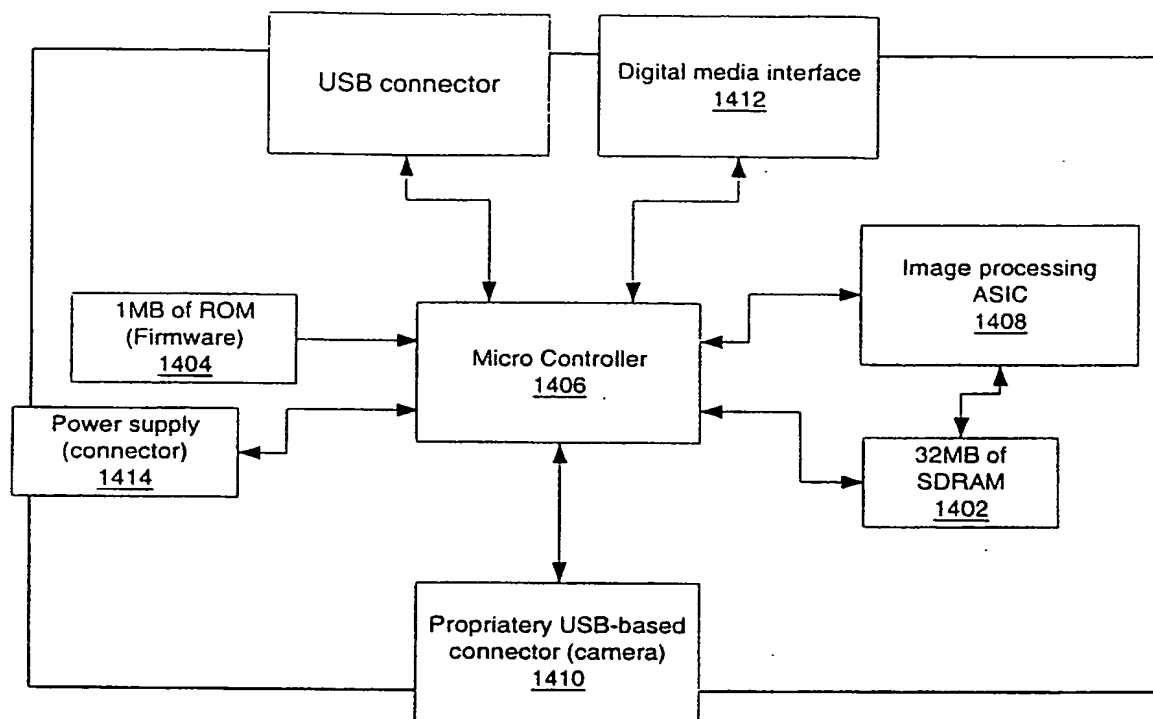 USB connector
Digital media interface
1412
Image processing
ASIC
1408
1MB of ROM
(Firmware)
1404
Micro Controller
1406
Power supply
(connector)
1414
32MB of
SDRAM
1402
Propriatery USB-based
connector (camera)
1410